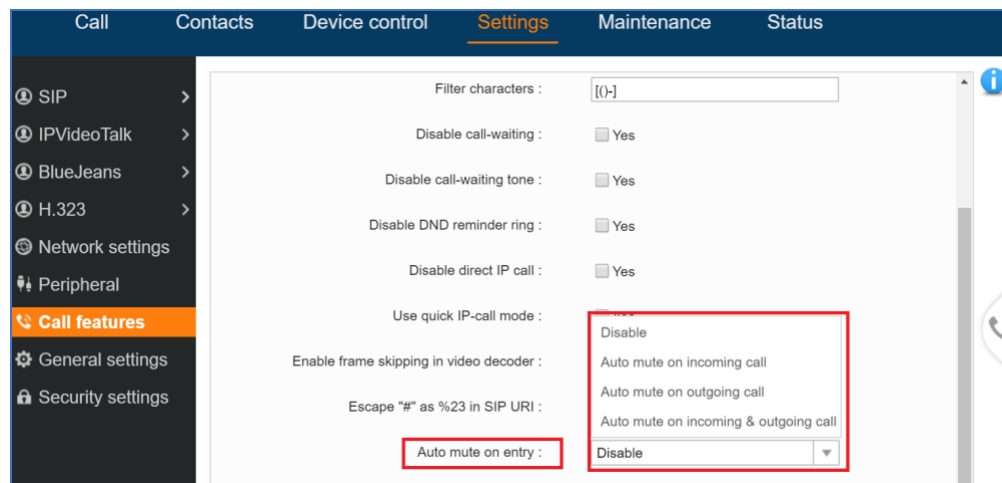 Call Contacts Device control Settings Maintenance Status
SIP
IPVideoTalk
BlueJeans
H.323
Network settings
Peripheral
Call features
General settings
Security settings
Filter characters : [()-]
Disable call-waiting : Yes
Disable call-waiting tone : Yes
Disable DND reminder ring : Yes
Disable direct IP call : Yes
Use quick IP-call mode :
Enable frame skipping in video decoder :
Escape "#" as %23 in SIP URI :
Disable
Auto mute on incoming call
Auto mute on outgoing call
Auto mute on incoming & outgoing call
Auto mute on entry : Disable